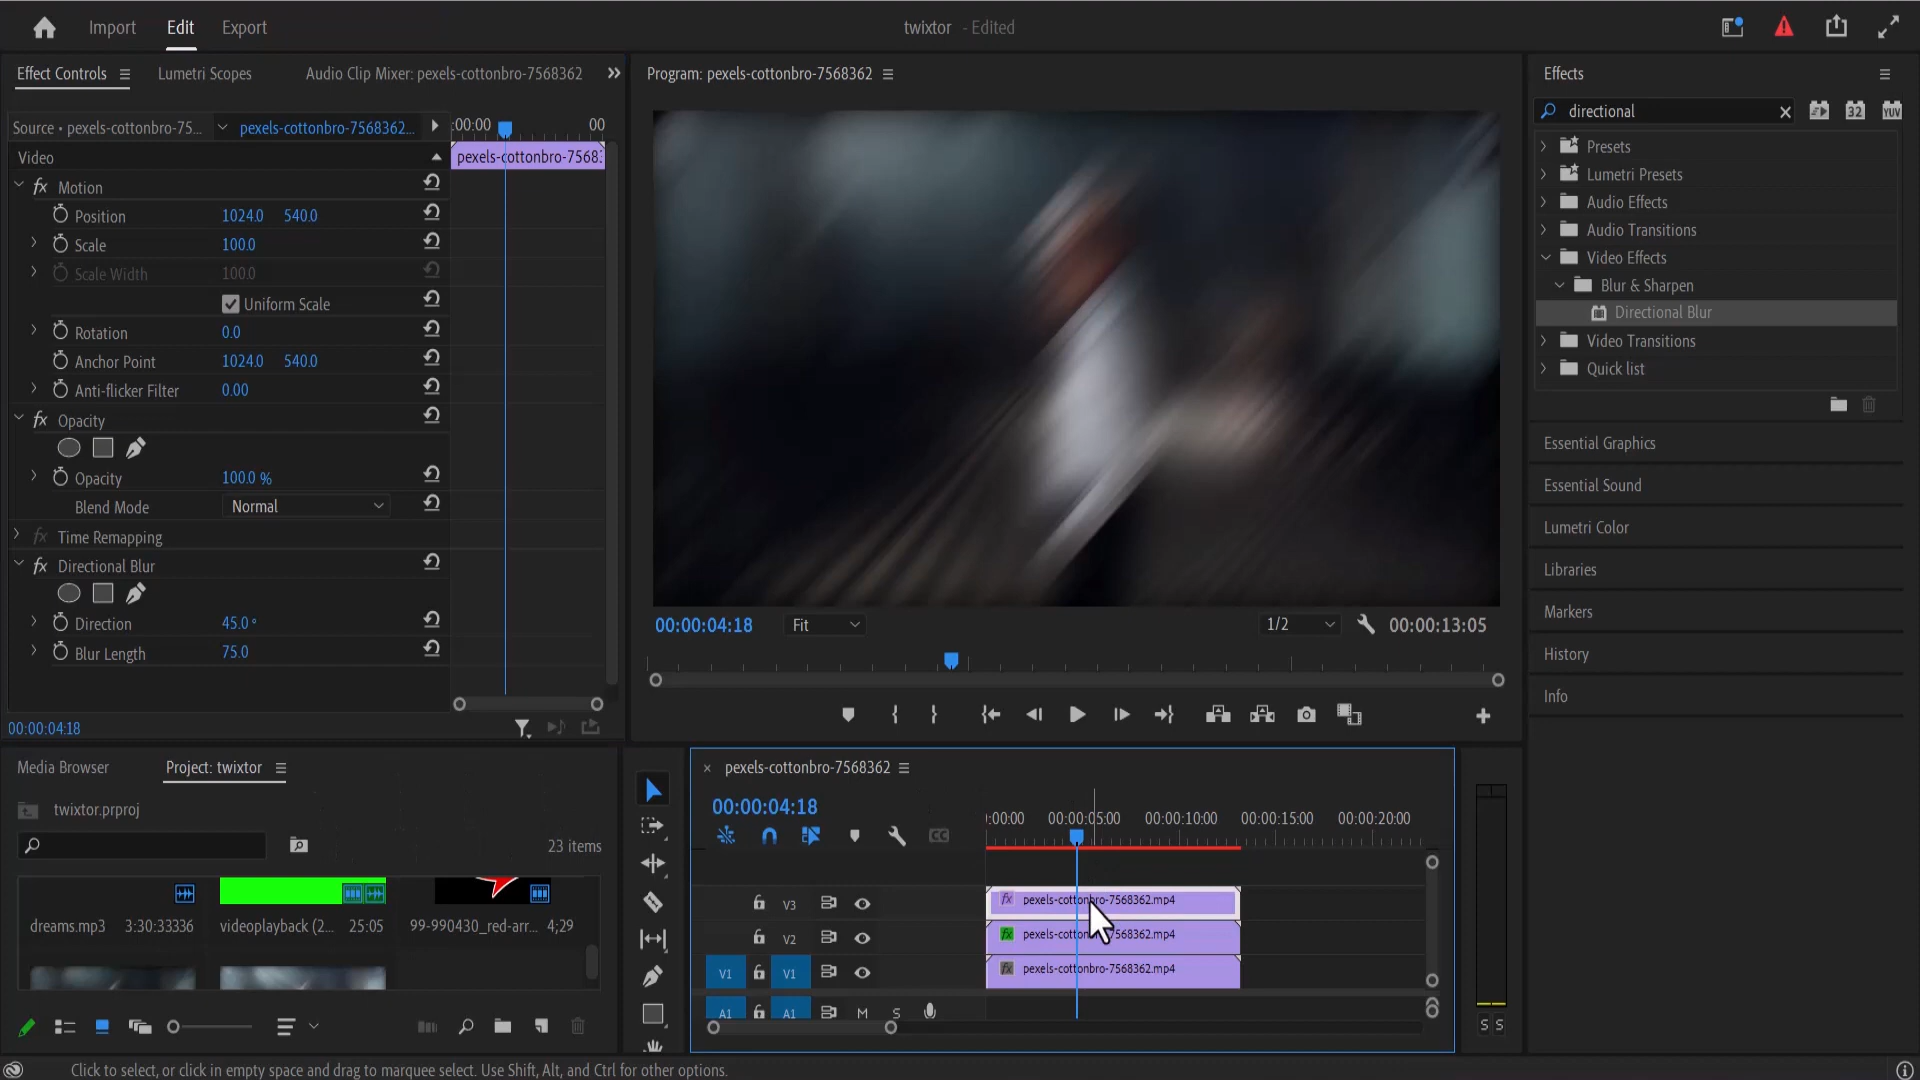 Import
Edit
Export
twixtor - Edited
Effect Controls
Lumetri Scopes
Audio Clip Mixer: pexels-cottonbro-7568362
Program: pexels-cottonbro-7568362
Effects
Source • pexels-cottonbro-75...
pexels-cottonbro-7568362...
:00:00
00
directional
32
YUV
Video
pexels-cottonbro-7568
Presets
Motion
Lumetri Presets
Position 1024.0 540.0
Audio Effects
Scale 100.0
Audio Transitions
Scale Width 100.0
Video Effects
Uniform Scale
Blur & Sharpen
Rotation 0.0
Directional Blur
Anchor Point 1024.0 540.0
Video Transitions
Anti-flicker Filter 0.00
Quick list
Opacity
Opacity 100.0 %
Blend Mode Normal
Time Remapping
Directional Blur
Direction 45.0 °
Blur Length 75.0
Essential Graphics
Essential Sound
Lumetri Color
Libraries
Markers
History
Info
00:00:04:18
Fit
1/2
00:00:13:05
00:00:04:18
Media Browser
Project: twixtor
pexels-cottonbro-7568362
twixtor.prproj
00:00:04:18
:00:00
00:00:05:00
00:00:10:00
00:00:15:00
00:00:20:00
23 items
V3
pexels-cottonbro-7568362.mp4
dreams.mp3 3:30:33336
videoplayback (2... 25:05
99-990430_red-arr... 4;29
V2
V1
V1
pexels-cottonbro-7568362.mp4
A1
A1
M
S
S S
Click to select, or click in empty space and drag to marquee select. Use Shift, Alt, and Ctrl for other options.